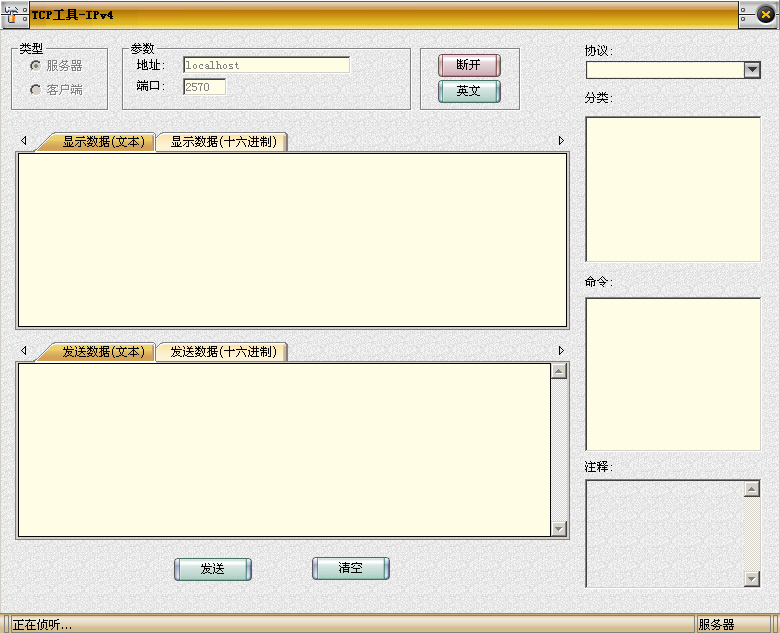 TCP工具-IPv4
类型
服务器
客户端
参数
地址:
localhost
端口:
2570
断开
英文
协议:
分类:
显示数据(文本)
显示数据(十六进制)
命令:
发送数据(文本)
发送数据(十六进制)
注释:
发送
清空
正在侦听...
服务器